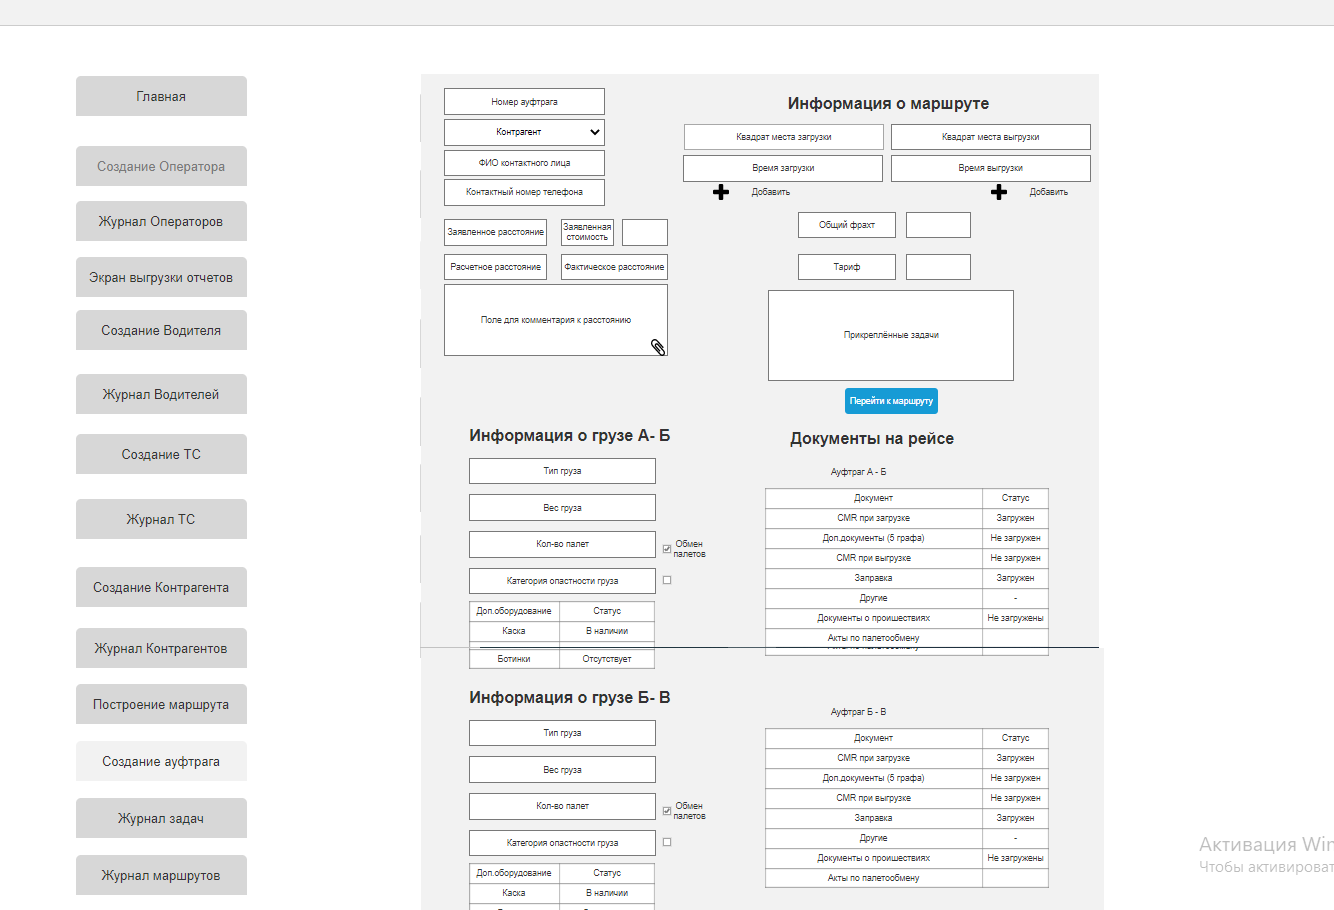 Главная
Создание Оператора
Журнал Операторов
Экран выгрузки отчетов
Создание Водителя
Журнал Водителей
Создание ТС
Журнал ТС
Создание Контрагента
Журнал Контрагентов
Построение маршрута
Создание ауфтрага
Журнал задач
Журнал маршрутов
Номер ауфтрага
Контрагент
ФИО контактного лица
Контактный номер телефона
Заявленное расстояние
Заявленная
стоимость
Расчетное расстояние
Фактическое расстояние
Поле для комментария к расстоянию
Информация о маршруте
Квадрат места загрузки
Квадрат места выгрузки
Время загрузки
Время выгрузки
Добавить
Добавить
Общий фрахт
Тариф
Прикреплённые задачи
Перейти к маршруту
Информация о грузе А- Б
Тип груза
Вес груза
Кол-во палет
Обмен
палетов
Категория опастности груза
Доп.оборудование Статус
Каска В наличии
Ботинки Отсутствует
Документы на рейсе
Ауфтраг А - Б
Документ Статус
CMR при загрузке Загружен
Доп.документы (5 графа) Не загружен
CMR при выгрузке Не загружен
Заправка Загружен
Другие -
Документы о проишествиях Не загружены
Акты по палетообмену
Информация о грузе Б- В
Тип груза
Вес груза
Кол-во палет
Обмен
палетов
Категория опастности груза
Доп.оборудование Статус
Каска В наличии
Ауфтраг Б - В
Документ Статус
CMR при загрузке Загружен
Доп.документы (5 графа) Не загружен
CMR при выгрузке Не загружен
Заправка Загружен
Другие -
Документы о проишествиях Не загружены
Акты по палетообмену
Активация Win
Чтобы активироват